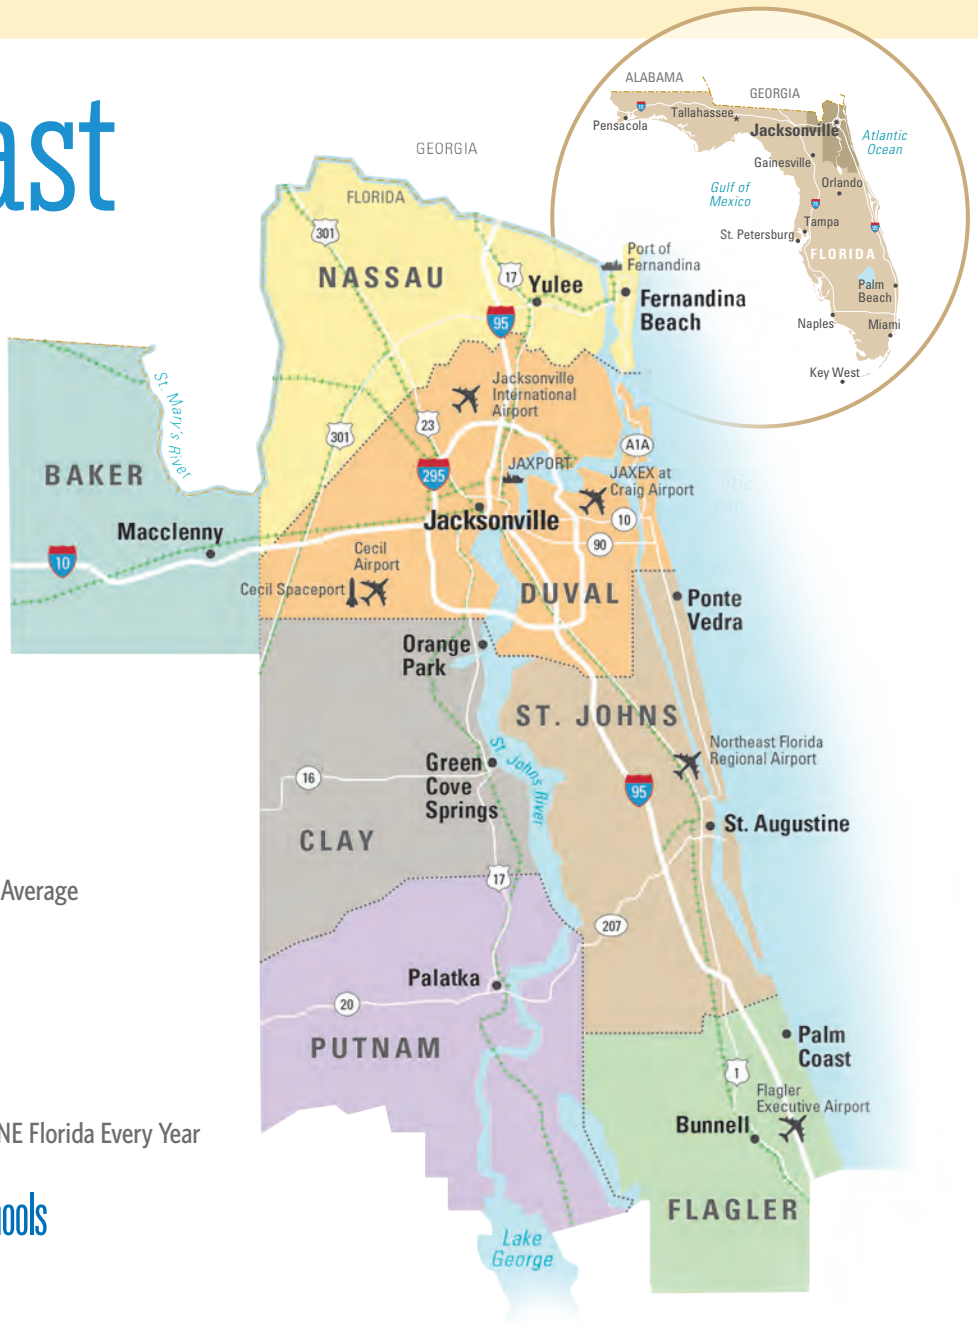 ast
ALABAMA
GEORGIA
10
Pensacola
Tallahassee
Jacksonville
Atlantic
Ocean
Gainesville
Gulf of
Mexico
Orlando
75
Tampa
St. Petersburg
95
FLORIDA
Palm
Beach
Naples
Miami
Key West
GEORGIA
FLORIDA
301
NASSAU
17
Yulee
Port of
Fernandina
Fernandina
Beach
95
St. Mary's River
Jacksonville
International
Airport
301
23
A1A
BAKER
295
JAXPORT
JAXEX at
Craig Airport
Macclenny
Jacksonville
10
90
10
Cecil
Airport
Cecil Spaceport
DUVAL
Ponte
Vedra
Orange
Park
ST. JOHNS
Northeast Florida
Regional Airport
Green
Cove
Springs
St. Johns River
16
95
St. Augustine
CLAY
17
Average
207
Palatka
20
PUTNAM
Palm
Coast
1
Flagler
Executive Airport
Bunnell
NE Florida Every Year
FLAGLER
ools
Lake
George